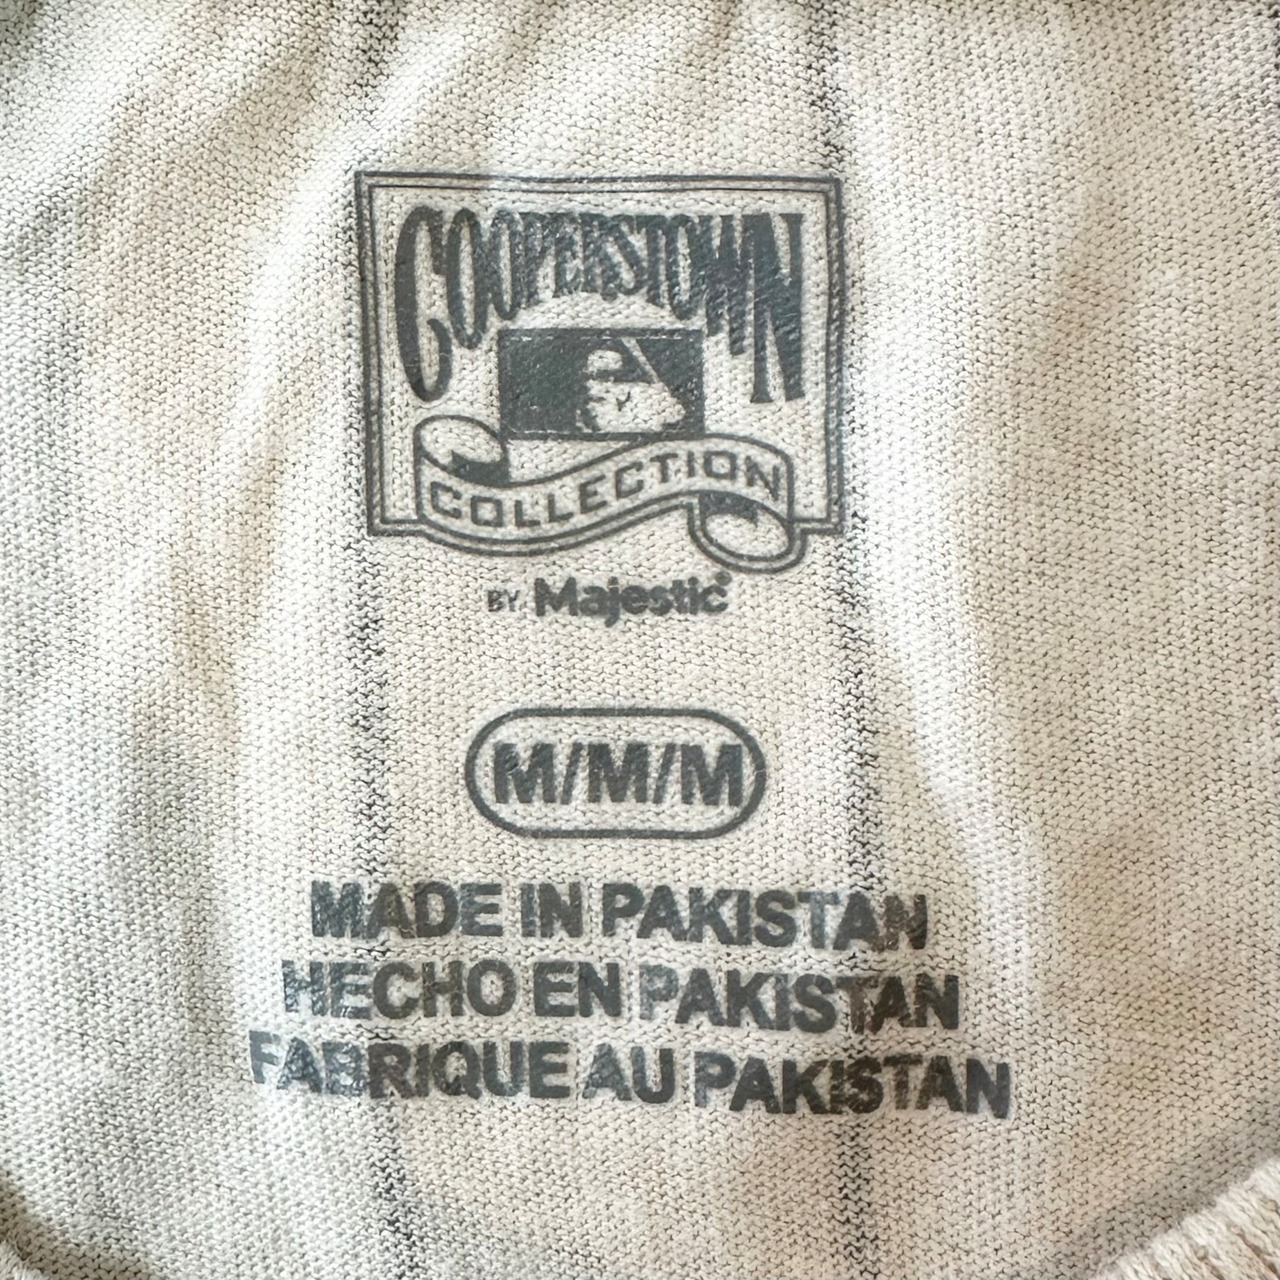 COOPERSTOWN
COLLECTION
BY Majestic®
M/M/M
MADE IN PAKISTAN
HECHO EN PAKISTAN
FABRIQUE AU PAKISTAN